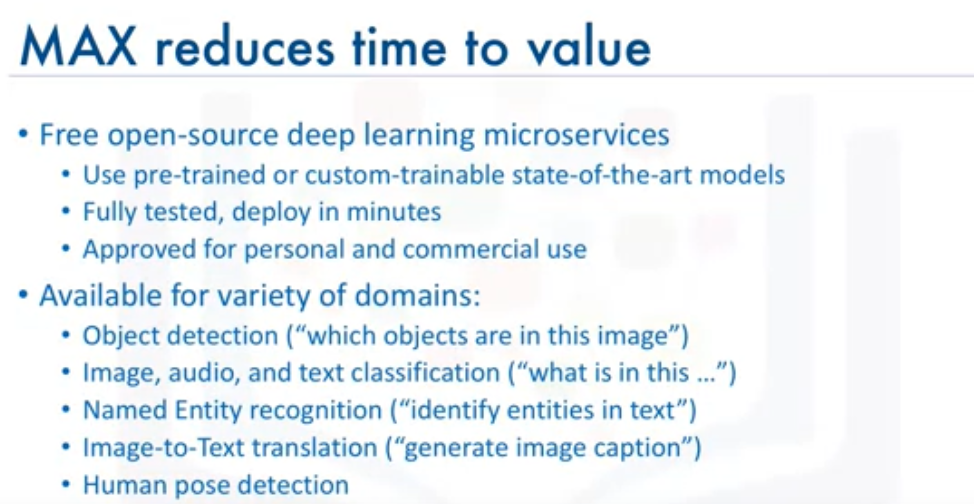 MAX reduces time to value
• Free open-source deep learning microservices
• Use pre-trained or custom-trainable state-of-the-art models
• Fully tested, deploy in minutes
• Approved for personal and commercial use
• Available for variety of domains:
• Object detection (“which objects are in this image”)
• Image, audio, and text classification (“what is in this …”)
• Named Entity recognition (“identify entities in text”)
• Image-to-Text translation (“generate image caption”)
• Human pose detection